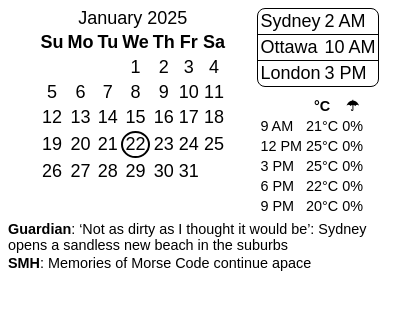 January 2025
Su Mo Tu We Th Fr Sa
1 2 3 4
5 6 7 8 9 10 11
12 13 14 15 16 17 18
19 20 21 22 23 24 25
26 27 28 29 30 31
Sydney 2 AM
Ottawa 10 AM
London 3 PM
°C ☂
9 AM 21°C 0%
12 PM 25°C 0%
3 PM 25°C 0%
6 PM 22°C 0%
9 PM 20°C 0%
Guardian: ‘Not as dirty as I thought it would be’: Sydney
opens a sandless new beach in the suburbs
SMH: Memories of Morse Code continue apace